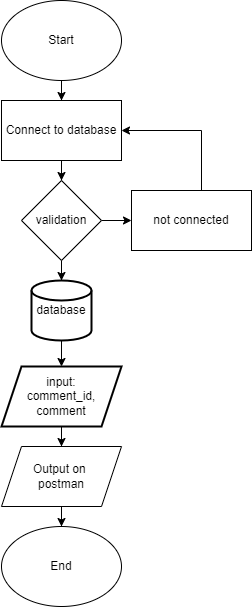 Start
Connect to database
validation
not connected
database
input:
comment_id,
comment
Output on
postman
End